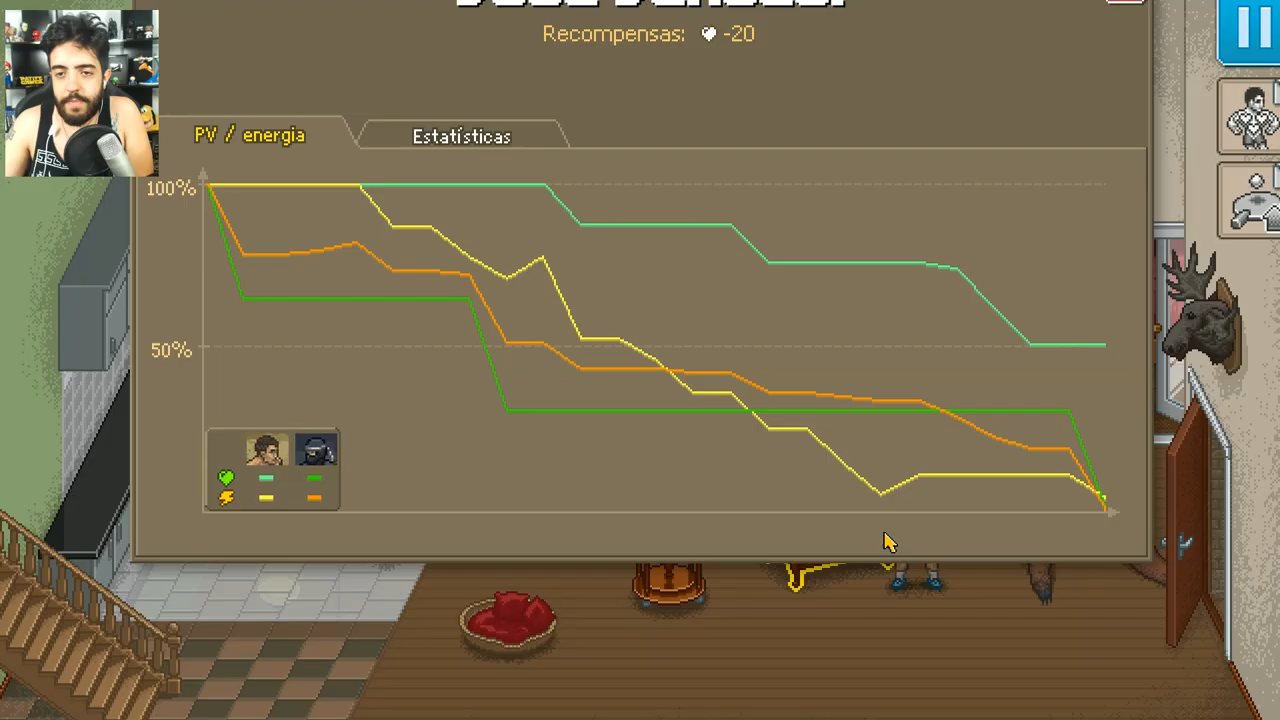 Recompensas: -20
PV / energia
Estatísticas
100%
50%